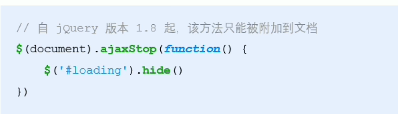 // 自 jQuery 版本 1.8 起，该方法只能被附加到文档
$(document).ajaxStop(function() {
    $('#loading').hide()
})